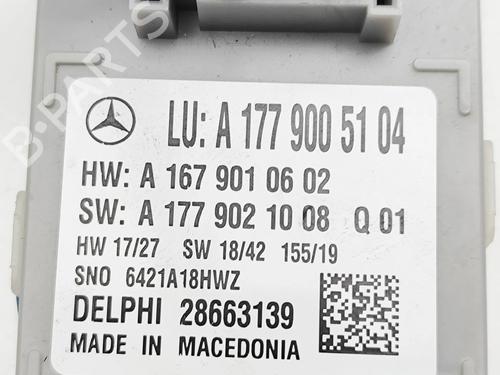 LU: A 177 900 51 04
HW: A 167 901 06 02
SW: A 177 902 10 08 Q 01
HW 17/27 SW 18/42 155/19
SNO 6421A18HWZ
DELPHI 28663139
MADE IN MACEDONIA
B-PARTS